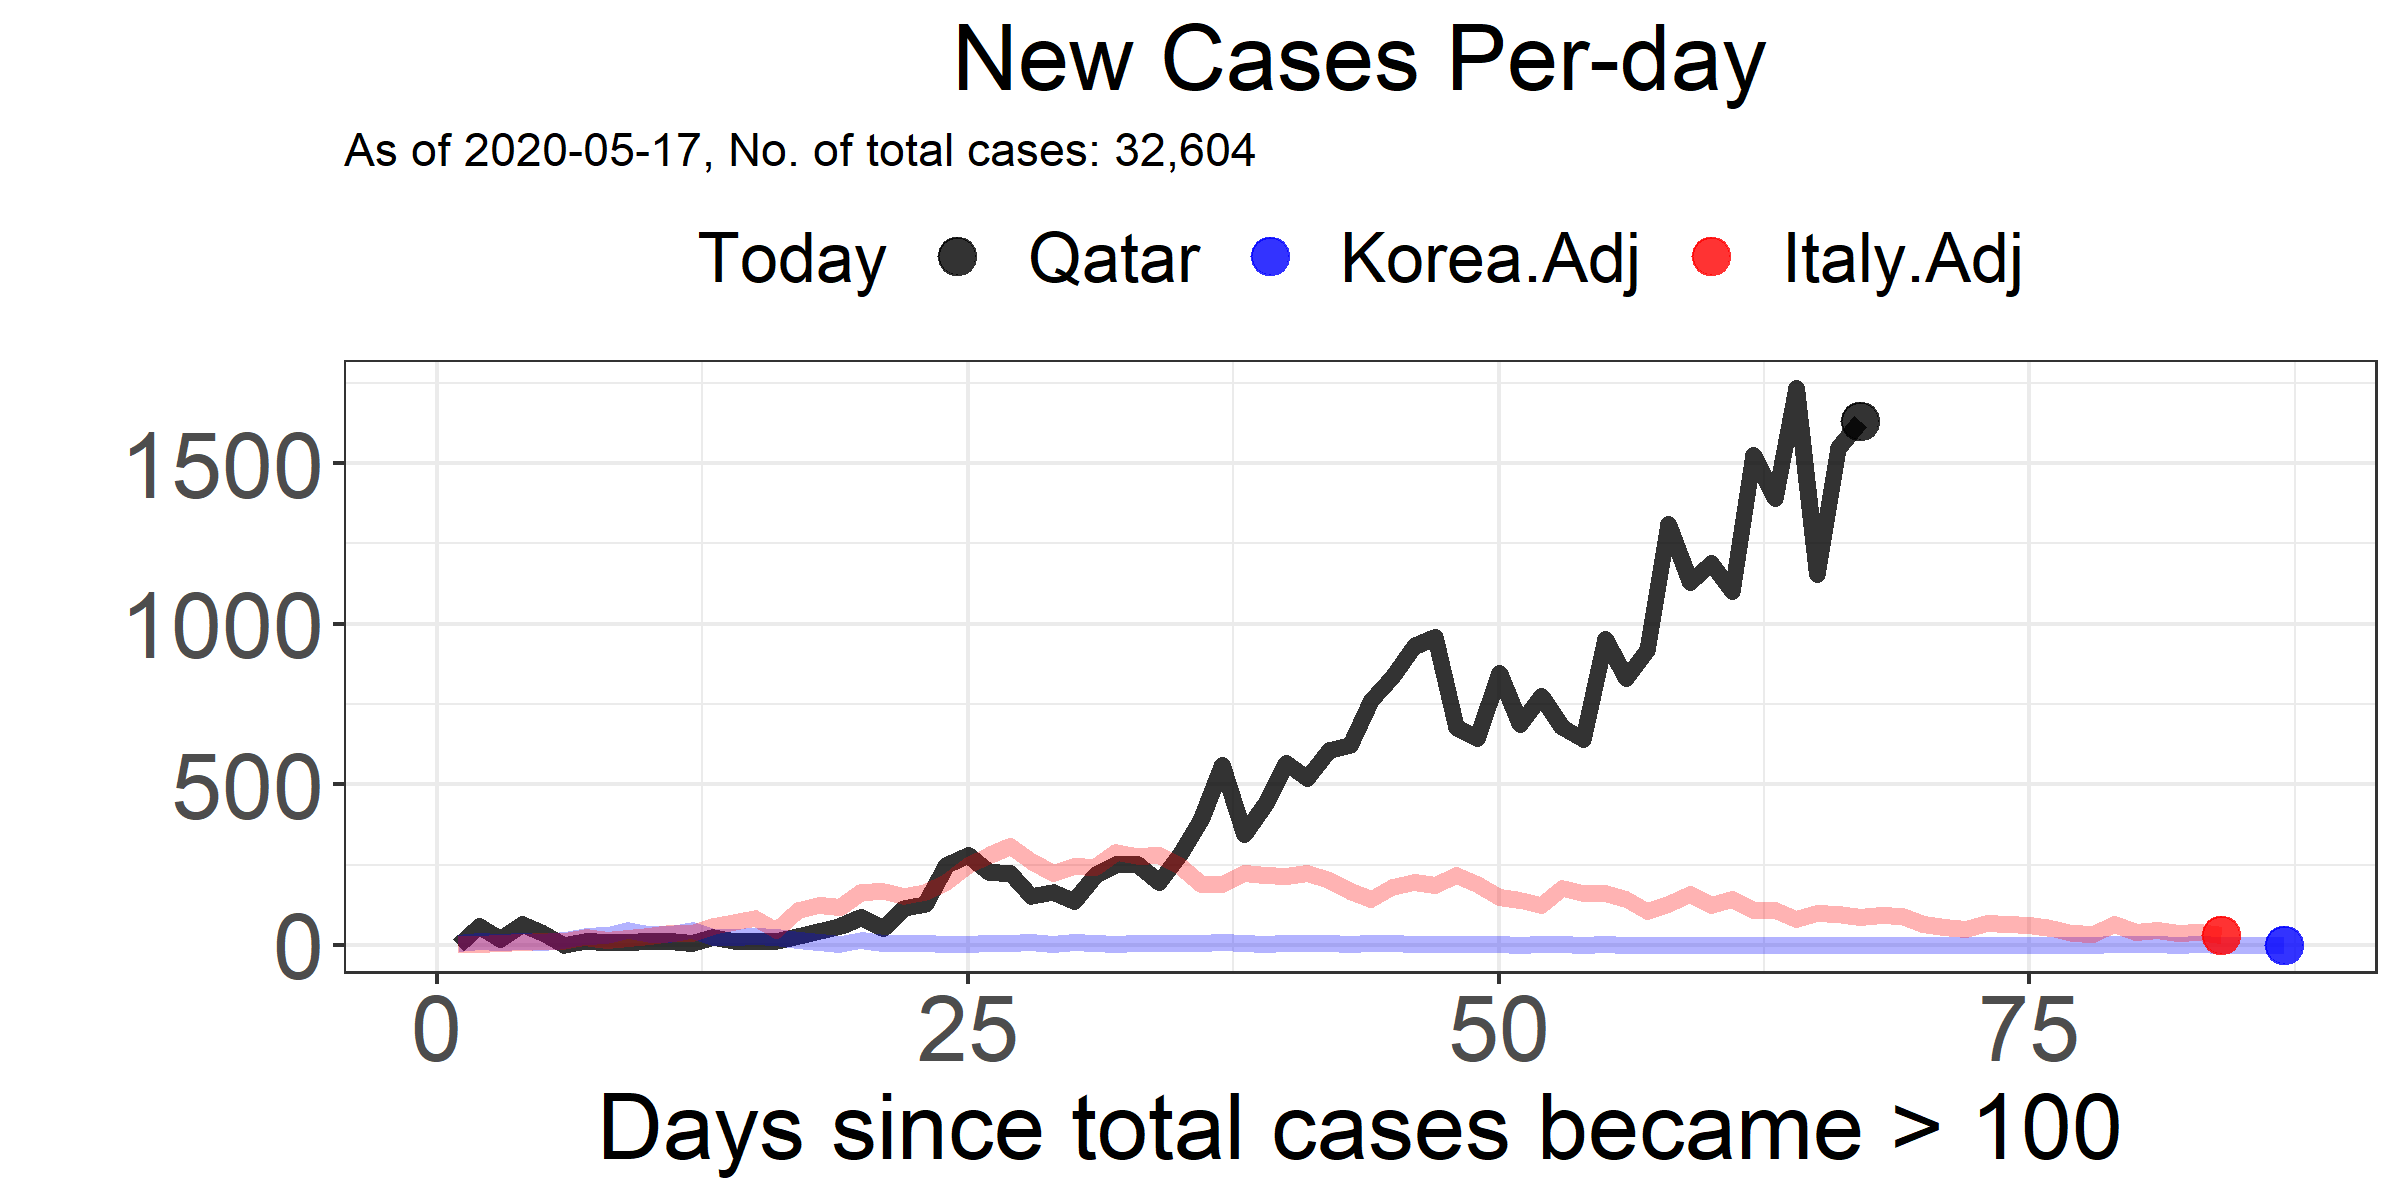 New Cases Per-day
As of 2020-05-17, No. of total cases: 32,604
Today Qatar Korea.Adj Italy.Adj
1500
1000
500
0
0 25 50 75
Days since total cases became > 100